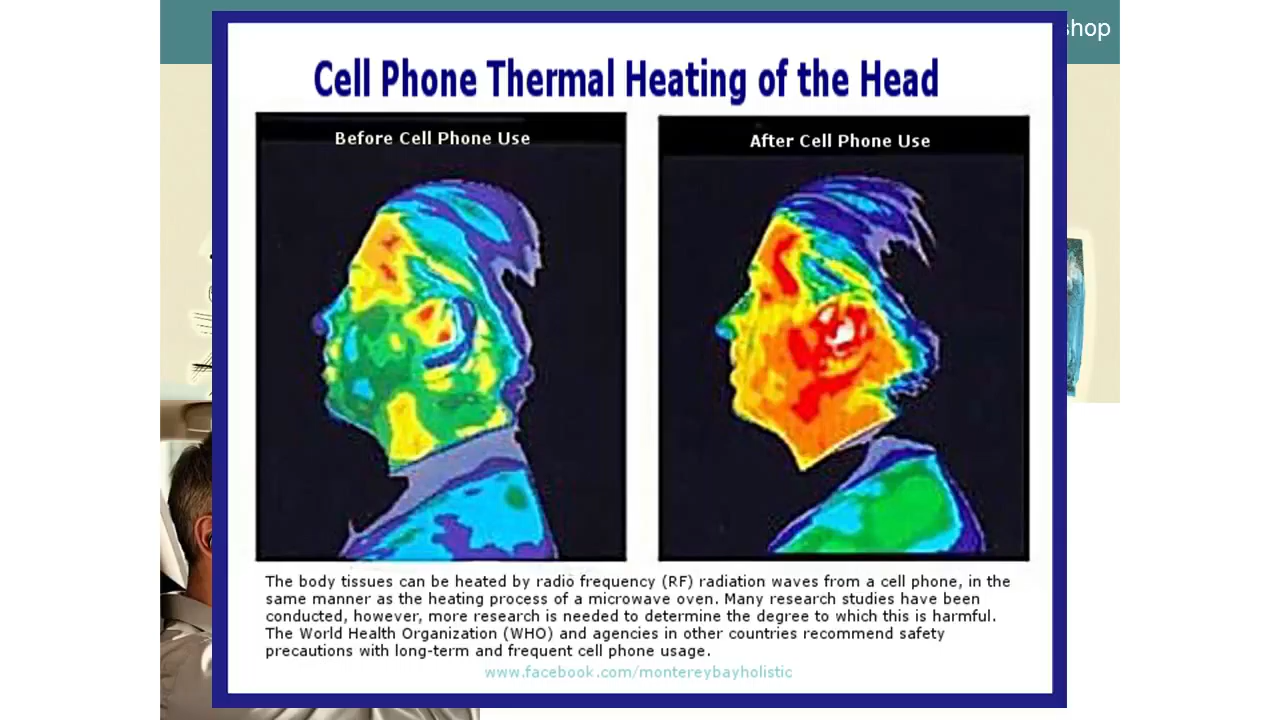 shop
Cell Phone Thermal Heating of the Head
Before Cell Phone Use
After Cell Phone Use
The body tissues can be heated by radio frequency (RF) radiation waves from a cell phone, in the
same manner as the heating process of a microwave oven. Many research studies have been
conducted, however, more research is needed to determine the degree to which this is harmful.
The World Health Organization (WHO) and agencies in other countries recommend safety
precautions with long-term and frequent cell phone usage.
www.facebook.com/montereybayholistic